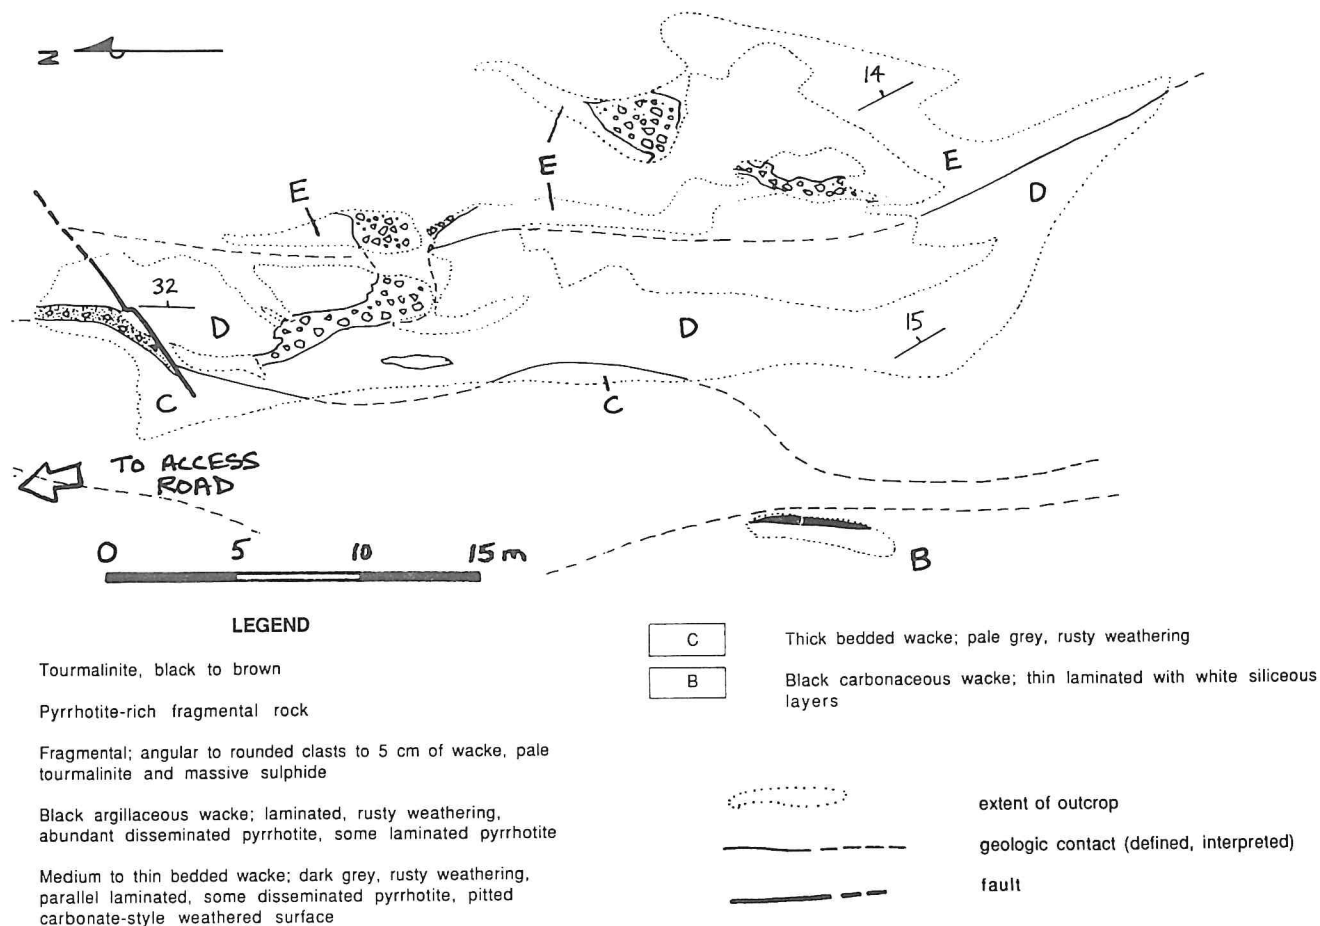 N
14
E
E
E
D
32
D
D
15
C
C
TO ACCESS
ROAD
0 5 10 15 m
B
LEGEND
Tourmalinite, black to brown
Pyrrhotite-rich fragmental rock
Fragmental; angular to rounded clasts to 5 cm of wacke, pale
tourmalinite and massive sulphide
Black argillaceous wacke; laminated, rusty weathering,
abundant disseminated pyrrhotite, some laminated pyrrhotite
Medium to thin bedded wacke; dark grey, rusty weathering,
parallel laminated, some disseminated pyrrhotite, pitted
carbonate-style weathered surface
C
Thick bedded wacke; pale grey, rusty weathering
B
Black carbonaceous wacke; thin laminated with white siliceous
layers
extent of outcrop
geologic contact (defined, interpreted)
fault